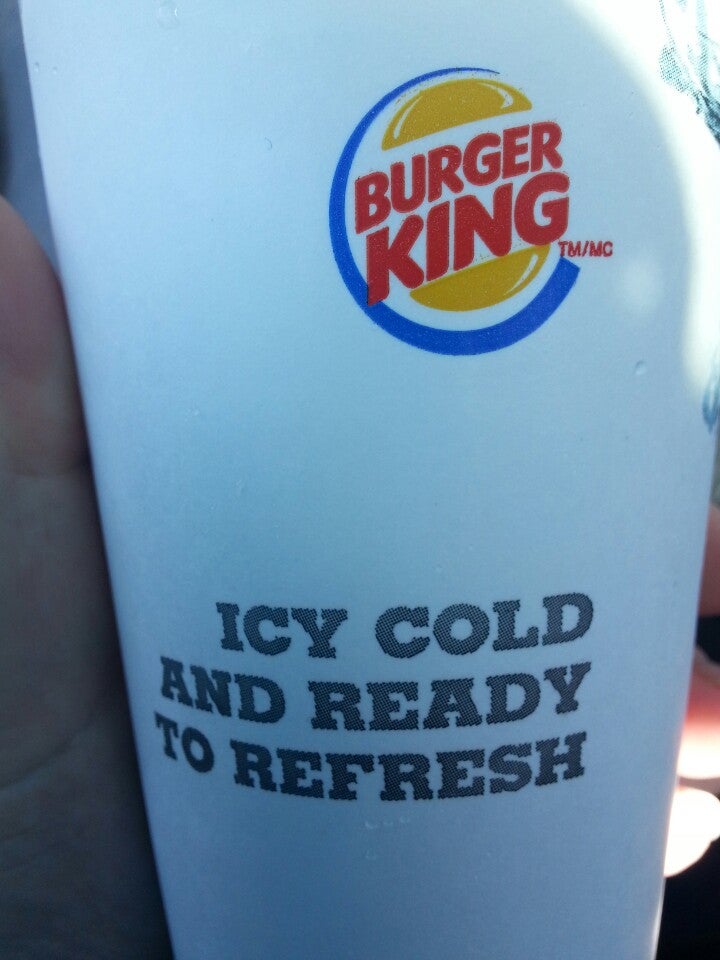 BURGER
KING
TM/MC
ICY COLD
AND READY
TO REFRESH